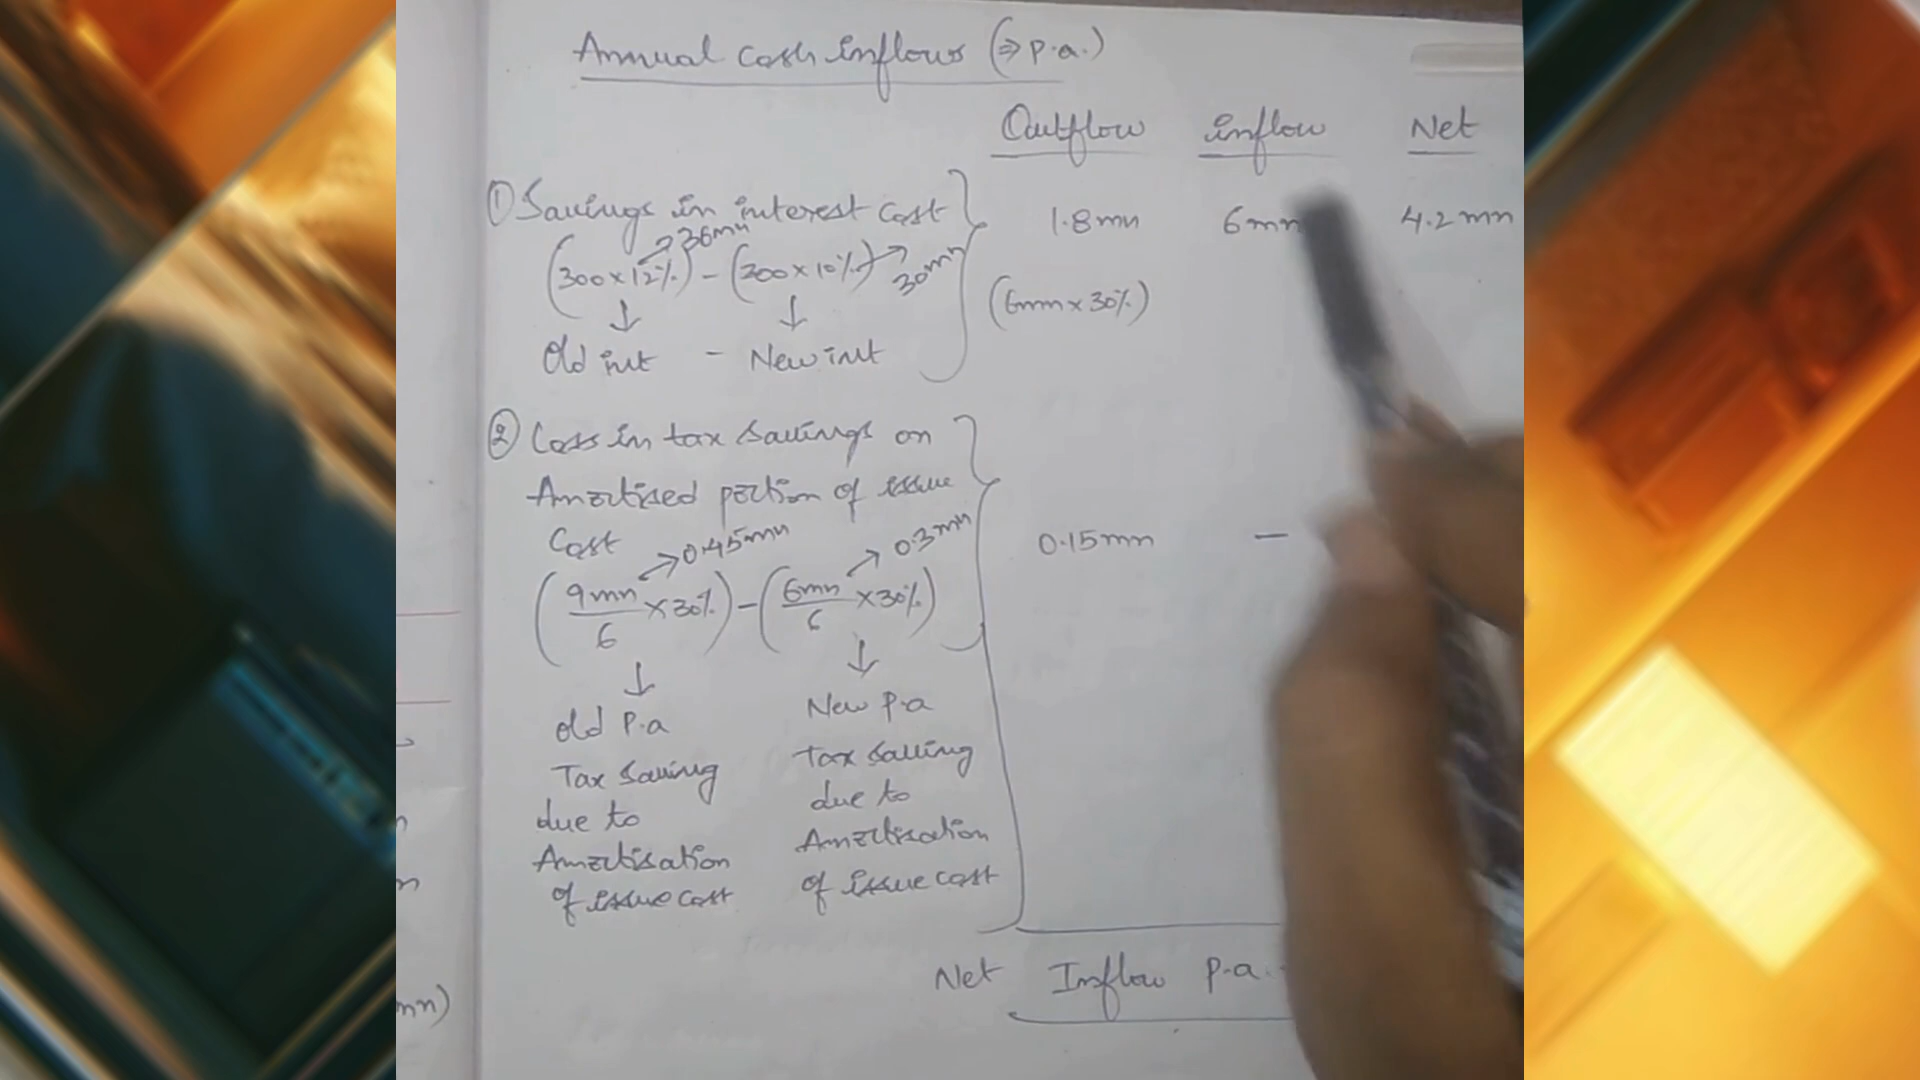 Annual Cash inflows (⇒ p.a.)
Outflow inflow Net
① Savings in interest cost 1.8mn 6mn 4.2mn
→36mn
(300×12%) - (300×10%) → 30mn
(6mn×30%)
↓ ↓
Old int - New int
② Loss in tax savings on
Amortised portion of issue
Cost →0.45mn → 0.3mn
0.15mn —
(9mn/6 ×30%) - (6mn/6 ×30%)
↓ ↓
Old P.a New P.a
Tax Saving Tax Saving
due to due to
Amortisation Amortisation
of issue cost of issue cost
Net Inflow p.a.
mn)